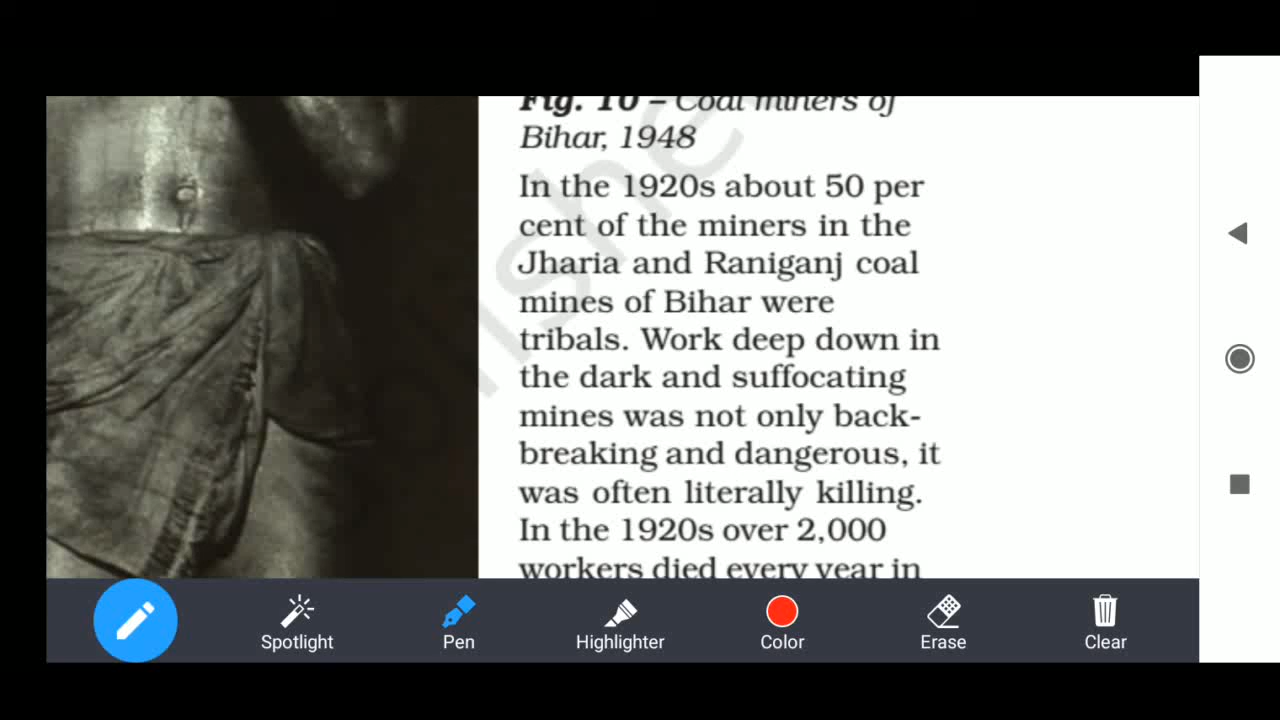 Fig. 10 – Coal miners of
Bihar, 1948
In the 1920s about 50 per
cent of the miners in the
Jharia and Raniganj coal
mines of Bihar were
tribals. Work deep down in
the dark and suffocating
mines was not only back-
breaking and dangerous, it
was often literally killing.
In the 1920s over 2,000
workers died every year in
Spotlight
Pen
Highlighter
Color
Erase
Clear